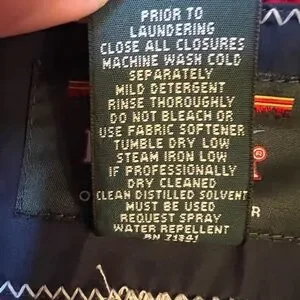 PRIOR TO
LAUNDERING
CLOSE ALL CLOSURES
MACHINE WASH COLD
SEPARATELY
MILD DETERGENT
RINSE THOROUGHLY
DO NOT BLEACH OR
USE FABRIC SOFTENER
TUMBLE DRY LOW
STEAM IRON LOW
IF PROFESSIONALLY
DRY CLEANED
CLEAN DISTILLED SOLVENT
MUST BE USED
REQUEST SPRAY
WATER REPELLENT
RN 71341
®
R